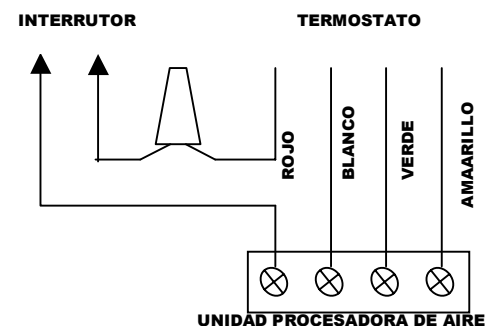 INTERRUTOR
TERMOSTATO
ROJO
BLANCO
VERDE
AMAARILLO
UNIDAD PROCESADORA DE AIRE